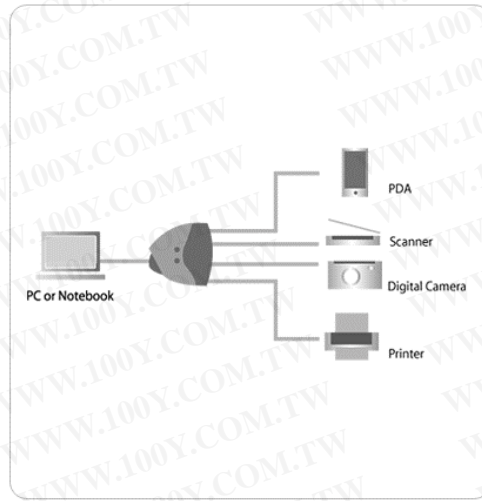 PDA
Scanner
PC or Notebook
Digital Camera
Printer
WWW.100Y.COM.TW